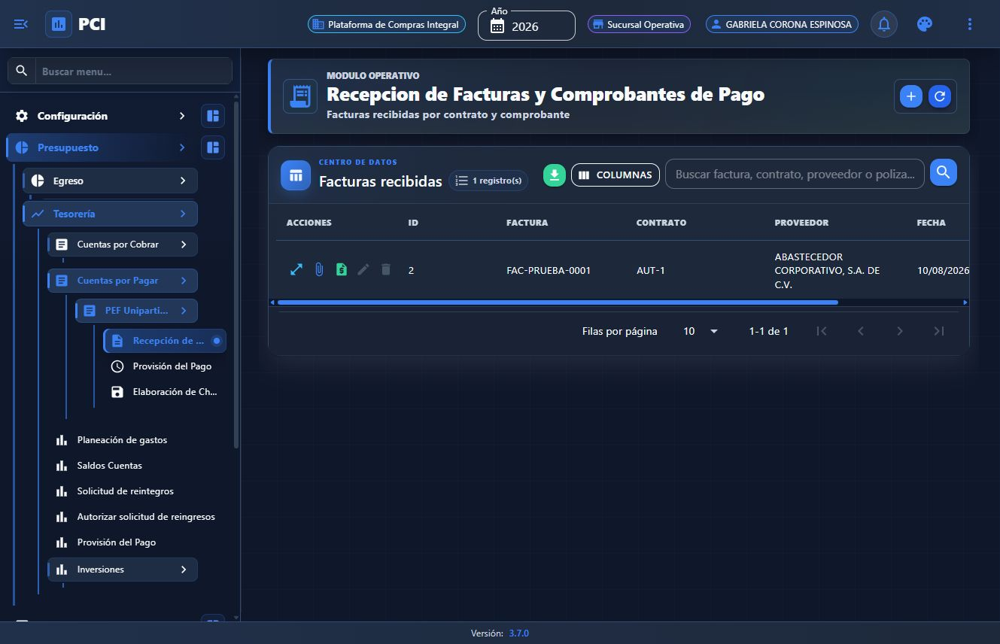 PCI
Plataforma de Compras Integral
Año
2026
Sucursal Operativa
GABRIELA CORONA ESPINOSA
Buscar menu...
Configuración
Presupuesto
Egreso
Tesorería
Cuentas por Cobrar
Cuentas por Pagar
PEF Uniparti...
Recepción de ...
Provisión del Pago
Elaboración de Ch...
Planeación de gastos
Saldos Cuentas
Solicitud de reintegros
Autorizar solicitud de reingresos
Provisión del Pago
Inversiones
MODULO OPERATIVO
Recepcion de Facturas y Comprobantes de Pago
Facturas recibidas por contrato y comprobante
CENTRO DE DATOS
Facturas recibidas
1 registro(s)
COLUMNAS
Buscar factura, contrato, proveedor o poliza...
ACCIONES ID FACTURA CONTRATO PROVEEDOR FECHA
2 FAC-PRUEBA-0001 AUT-1 ABASTECEDOR CORPORATIVO, S.A. DE C.V. 10/08/2026
Filas por página 10 1-1 de 1
Versión: 3.7.0